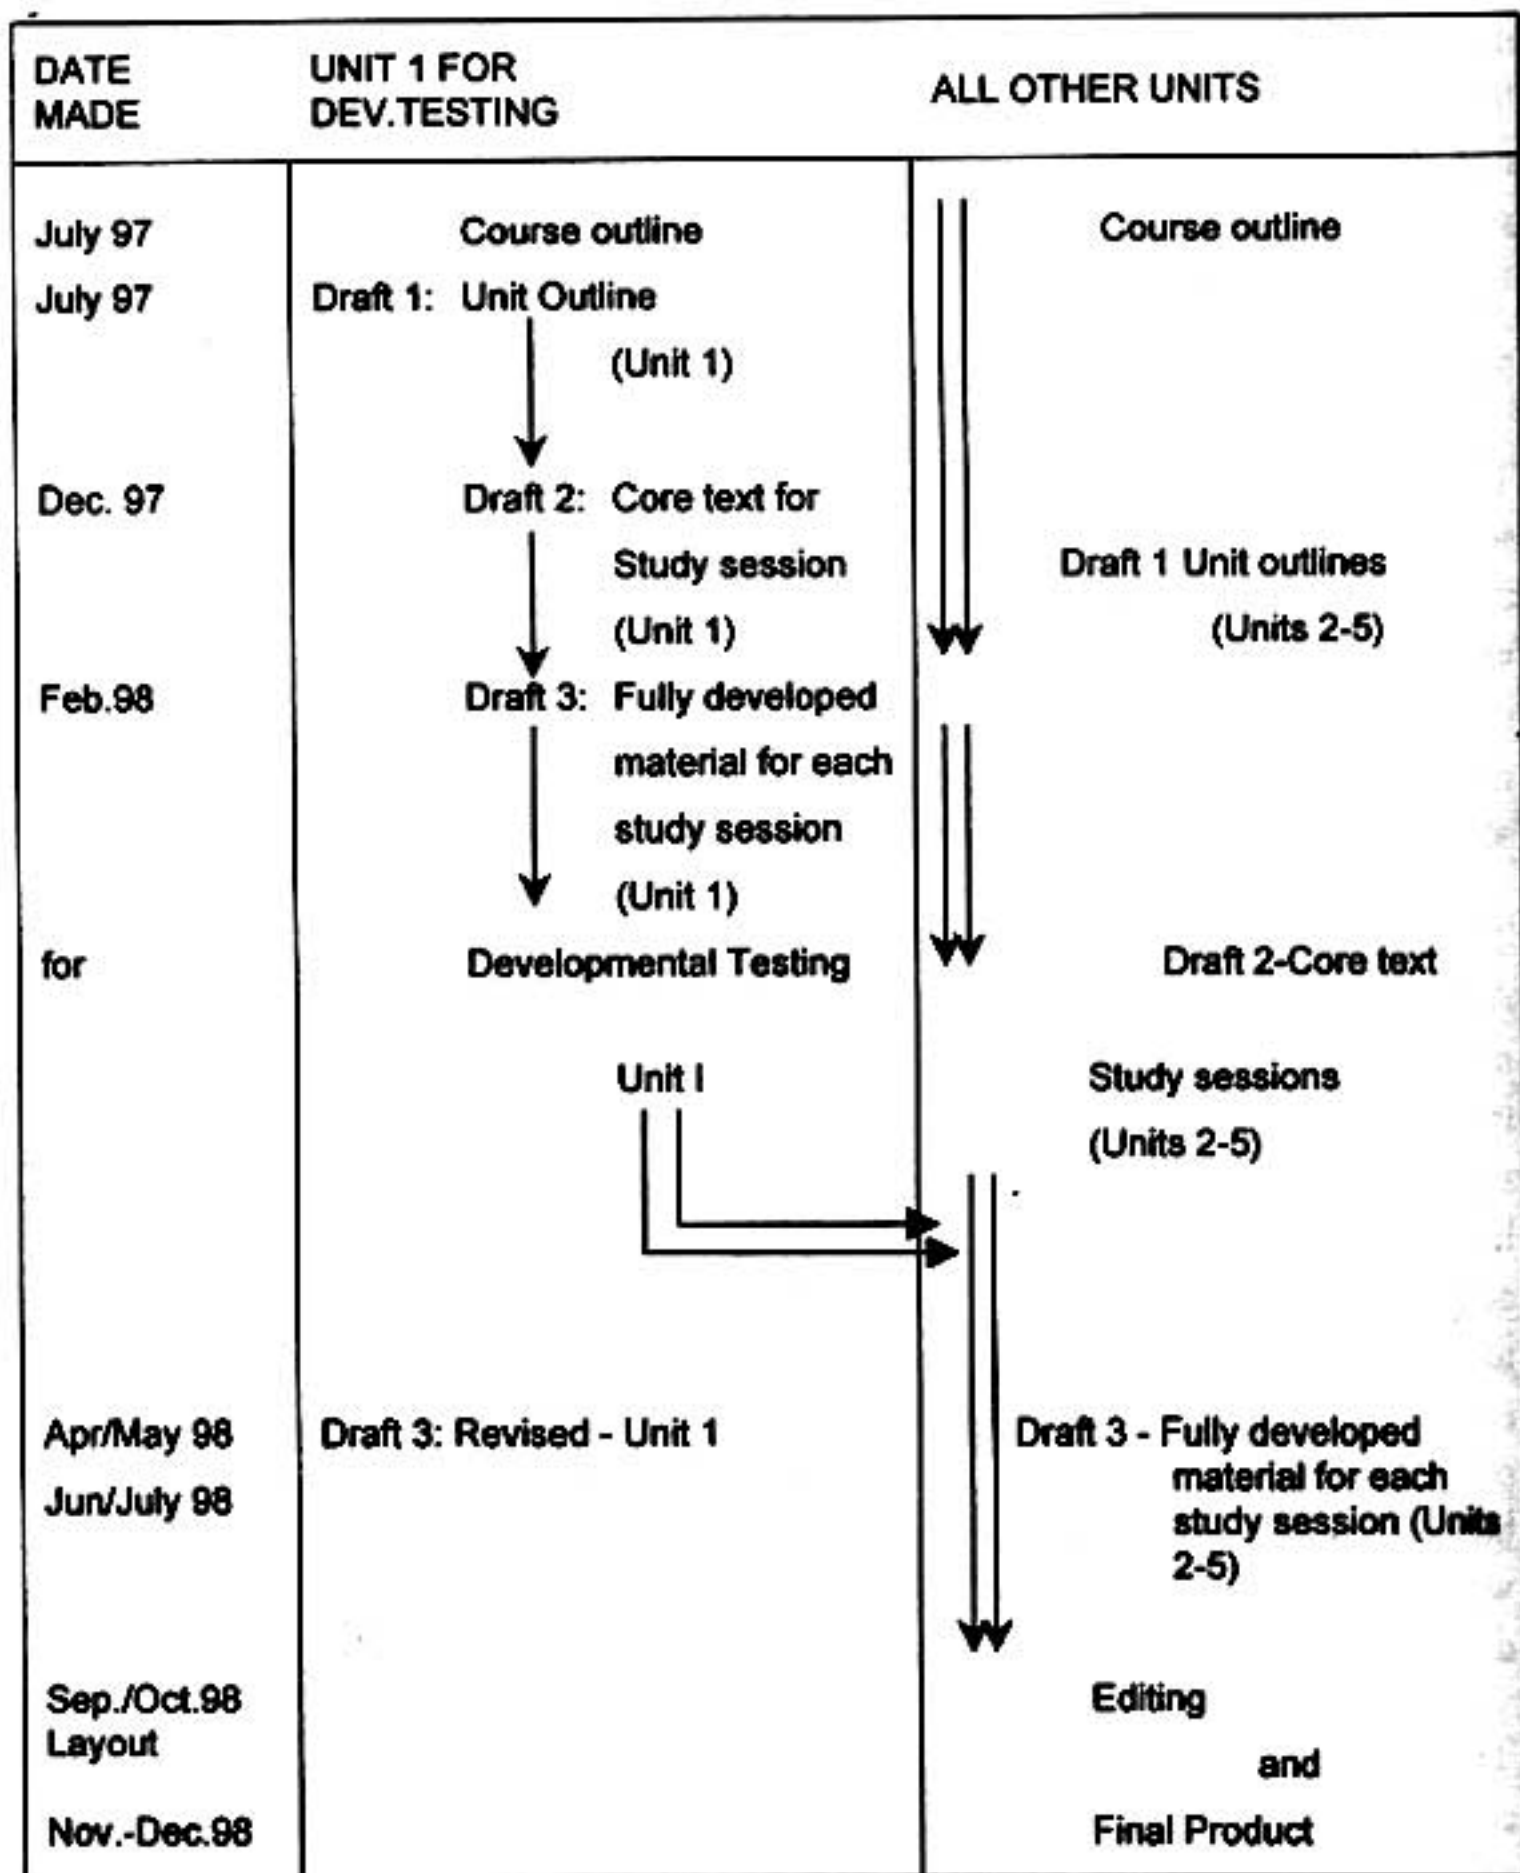 DATE MADE UNIT 1 FOR DEV.TESTING ALL OTHER UNITS
July 97 Course outline Course outline
July 97 Draft 1: Unit Outline
(Unit 1)
Dec. 97 Draft 2: Core text for
Study session Draft 1 Unit outlines
(Unit 1) (Units 2-5)
Feb.98 Draft 3: Fully developed
material for each
study session
(Unit 1)
for Developmental Testing Draft 2-Core text
Unit I Study sessions
(Units 2-5)
Apr/May 98 Draft 3: Revised - Unit 1 Draft 3 - Fully developed
material for each
Jun/July 98 study session (Units
2-5)
Sep./Oct.98 Editing
Layout
and
Nov.-Dec.98 Final Product